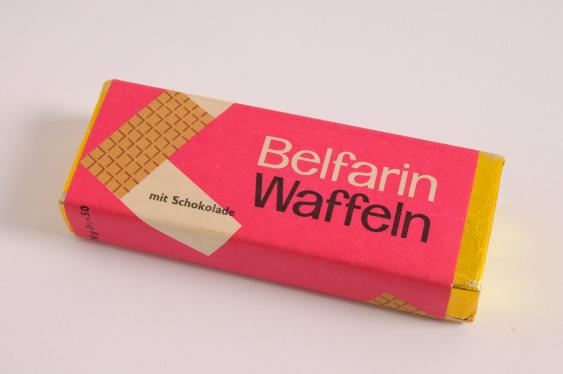 Belfarin
Waffeln
mit Schokolade